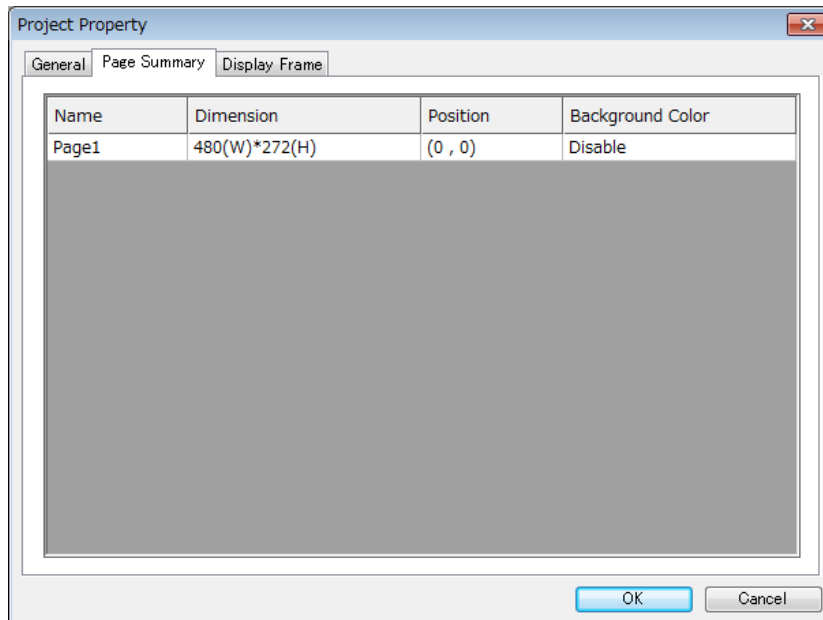 Project Property
General Page Summary Display Frame
Name Dimension Position Background Color
Page1 480(W)*272(H) (0 , 0) Disable
OK Cancel